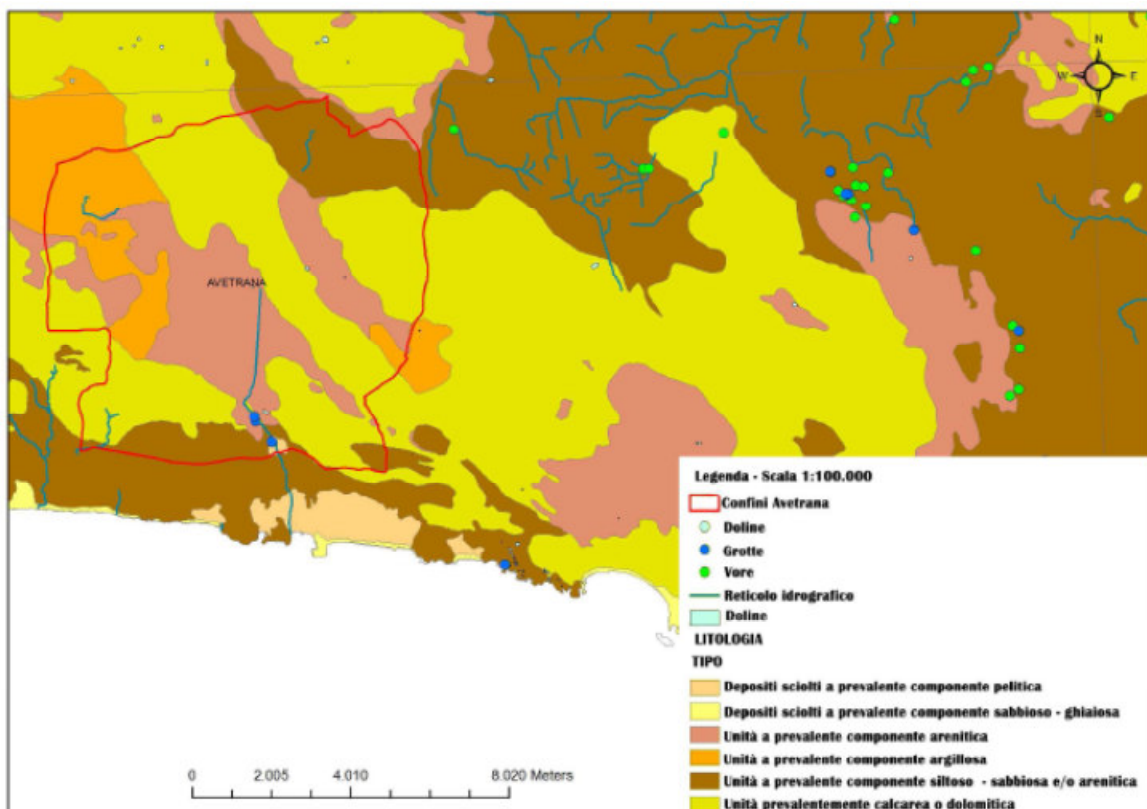 N
W E
S
AVETRANA
Legenda - Scala 1:100.000
Confini Avetrana
Doline
Grotte
Vore
Reticolo idrografico
Doline
LITOLOGIA
TIPO
Depositi sciolti a prevalente componente pelitica
Depositi sciolti a prevalente componente sabbioso - ghiaiosa
Unità a prevalente componente arenitica
Unità a prevalente componente argillosa
Unità a prevalente componente siltoso - sabbiosa e/o arenitica
Unità prevalentemente calcarea o dolomitica
0 2.005 4.010 8.020 Meters